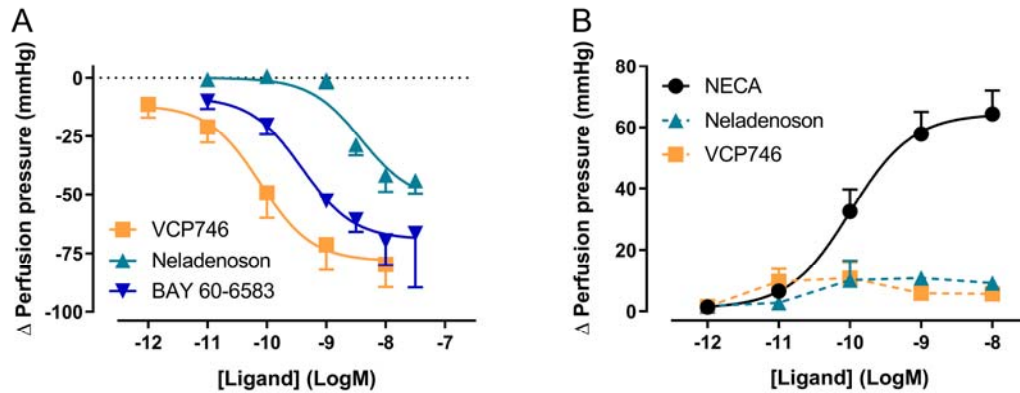 A
Δ Perfusion pressure (mmHg)
0
-25
-50
-75
-100
VCP746
Neladenoson
BAY 60-6583
-12 -11 -10 -9 -8 -7
[Ligand] (LogM)
B
Δ Perfusion pressure (mmHg)
80
60
40
20
0
NECA
Neladenoson
VCP746
-12 -11 -10 -9 -8
[Ligand] (LogM)